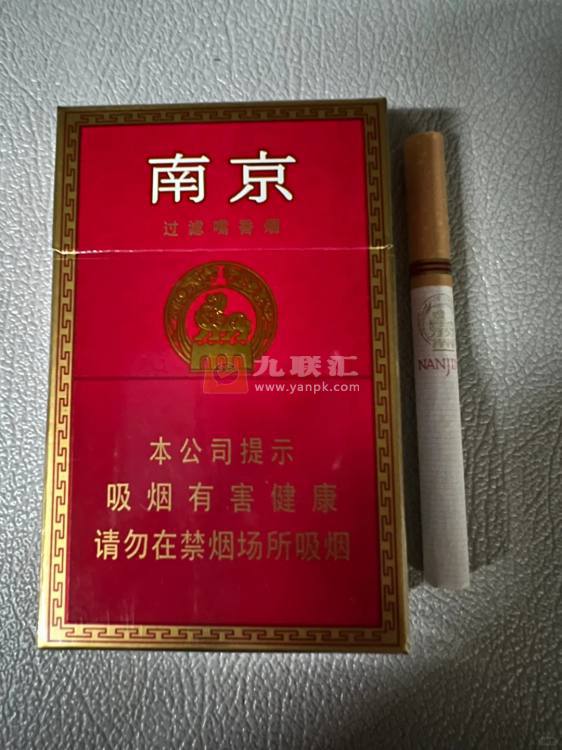 南京
过滤嘴香烟
九联汇
www.yanpk.com
本公司提示
吸烟有害健康
请勿在禁烟场所吸烟